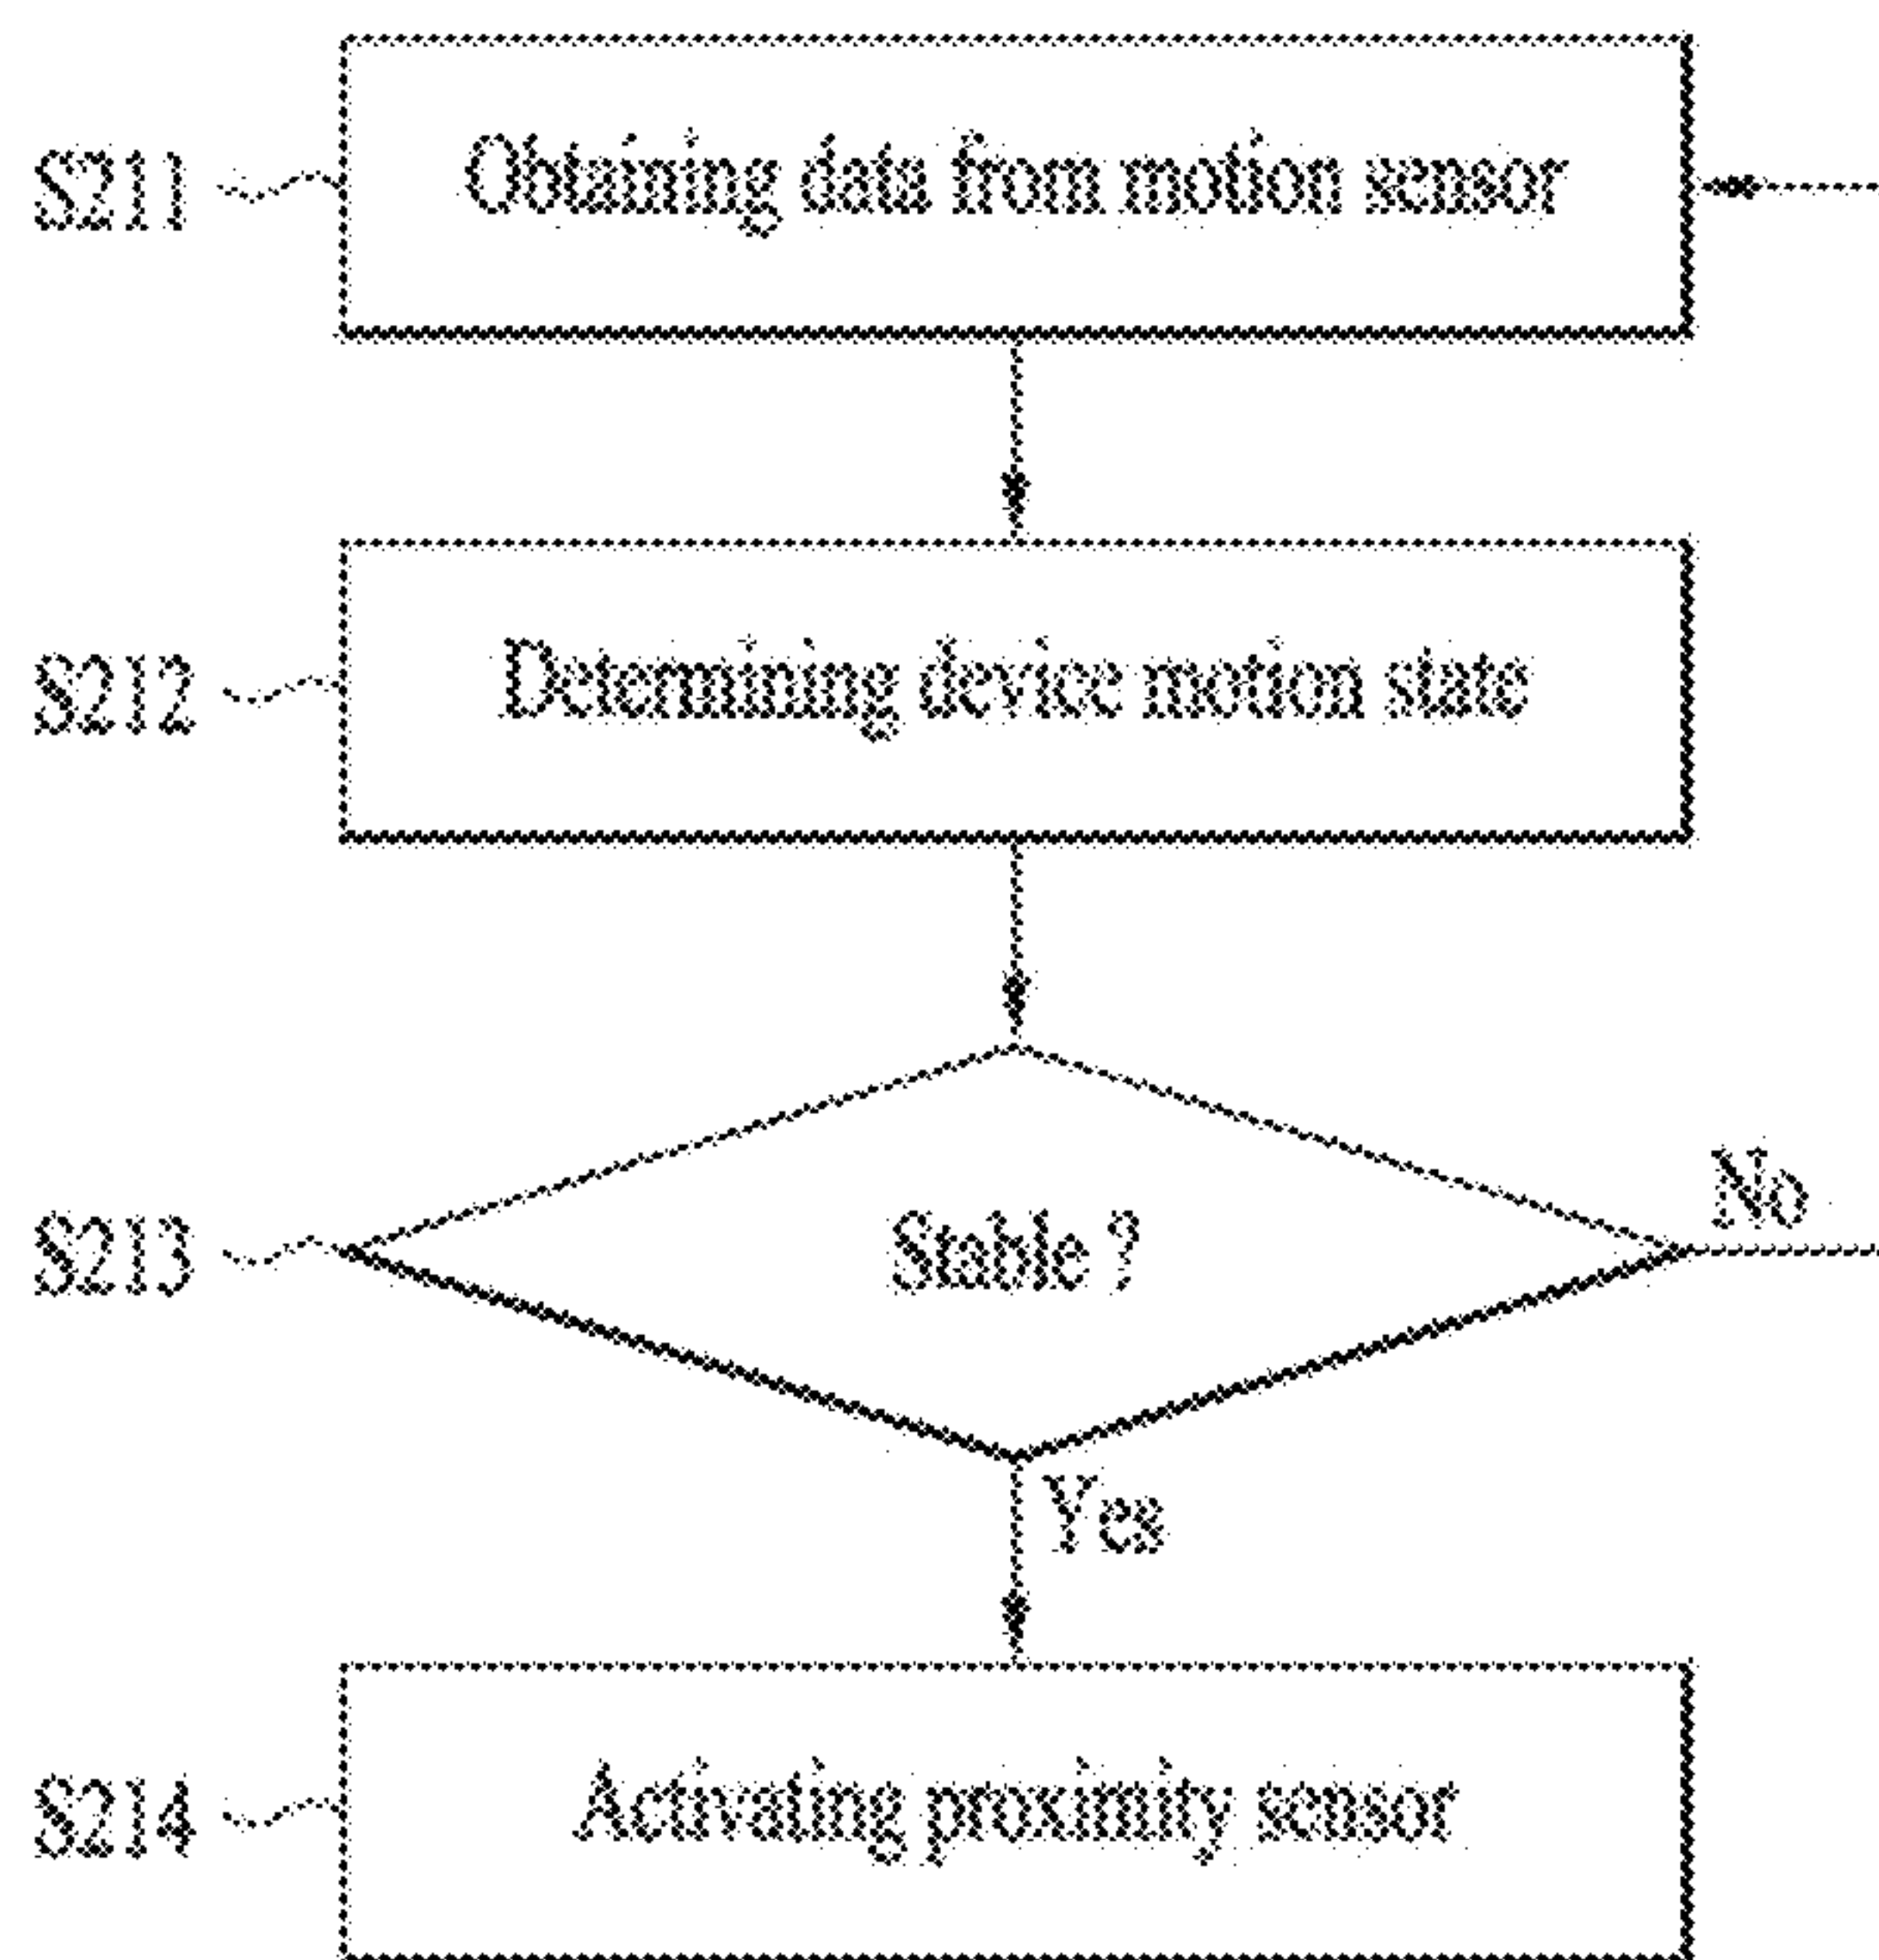 S211 Obtaining data from motion sensor
S212 Determining device motion state
S213 Stable ? No
Yes
S214 Activating proximity sensor